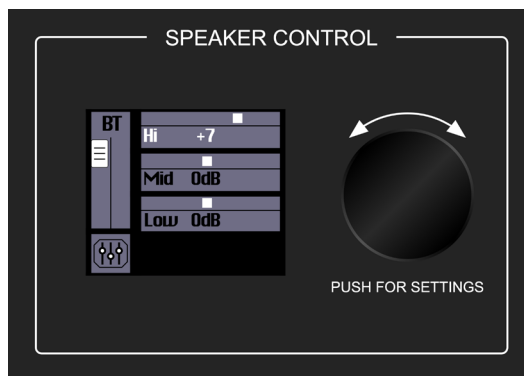 SPEAKER CONTROL
BT
Hi +7
Mid 0dB
Low 0dB
PUSH FOR SETTINGS